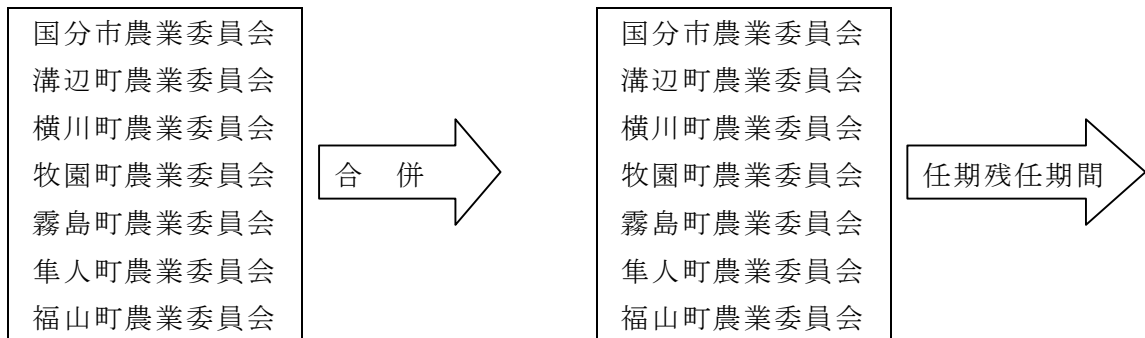 国分市農業委員会
溝辺町農業委員会
横川町農業委員会
牧園町農業委員会
霧島町農業委員会
隼人町農業委員会
福山町農業委員会
合　併
国分市農業委員会
溝辺町農業委員会
横川町農業委員会
牧園町農業委員会
霧島町農業委員会
隼人町農業委員会
福山町農業委員会
任期残任期間